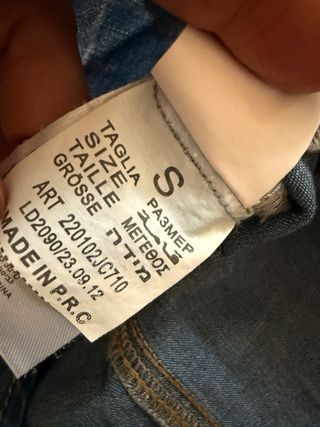 TAGLIA
SIZE
TAILLE
GRÖSSE
S
РАЗМЕР
ΜΕΓΕΘΟΣ
מידה
ART 220102JC710
LD2090/23.09.12
MADE IN P.R.C